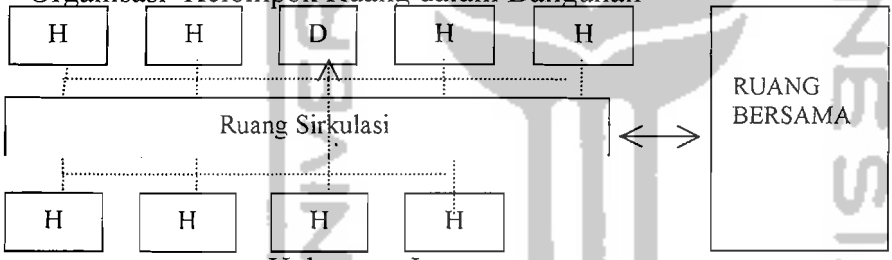 Organisasi Kelompok Ruang dalam Bangunan
H H D H H
RUANG
BERSAMA
Ruang Sirkulasi
H H H H